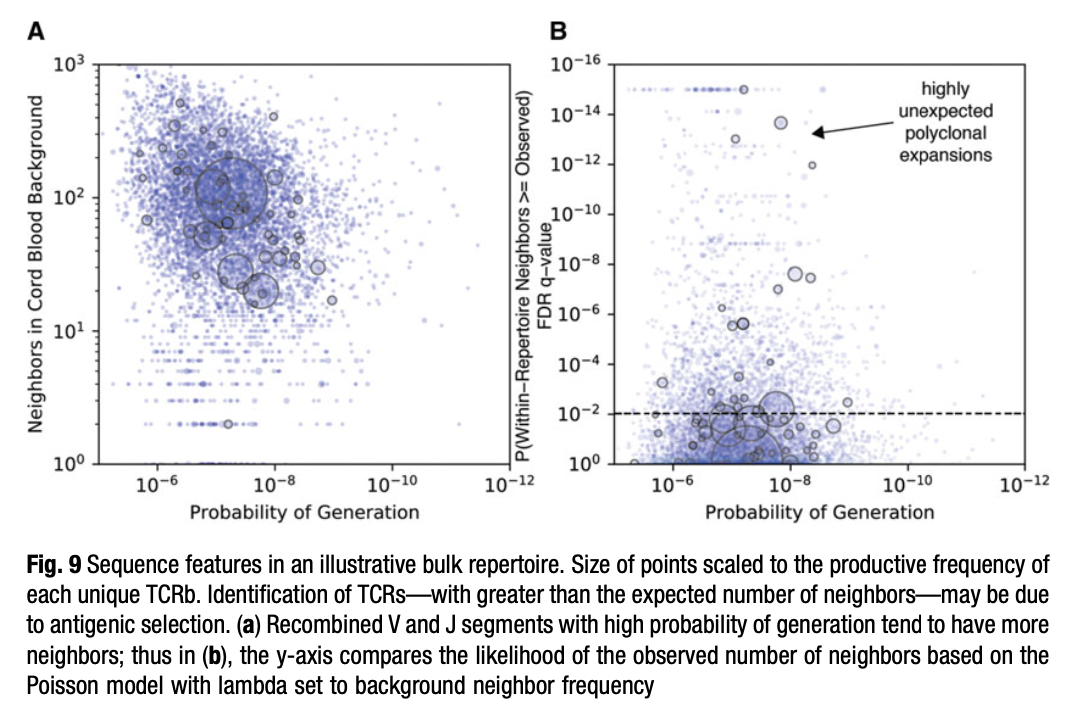 A
B
10³
10²
10¹
10⁰
Neighbors in Cord Blood Background
10⁻⁶
10⁻⁸
10⁻¹⁰
10⁻¹²
Probability of Generation
10⁻¹⁶
10⁻¹⁴
10⁻¹²
10⁻¹⁰
10⁻⁸
10⁻⁶
10⁻⁴
10⁻²
10⁰
P(Within–Repertoire Neighbors >= Observed)
FDR q–value
highly
unexpected
polyclonal
expansions
10⁻⁶
10⁻⁸
10⁻¹⁰
10⁻¹²
Probability of Generation
Fig. 9 Sequence features in an illustrative bulk repertoire. Size of points scaled to the productive frequency of
each unique TCRb. Identification of TCRs—with greater than the expected number of neighbors—may be due
to antigenic selection. (a) Recombined V and J segments with high probability of generation tend to have more
neighbors; thus in (b), the y-axis compares the likelihood of the observed number of neighbors based on the
Poisson model with lambda set to background neighbor frequency